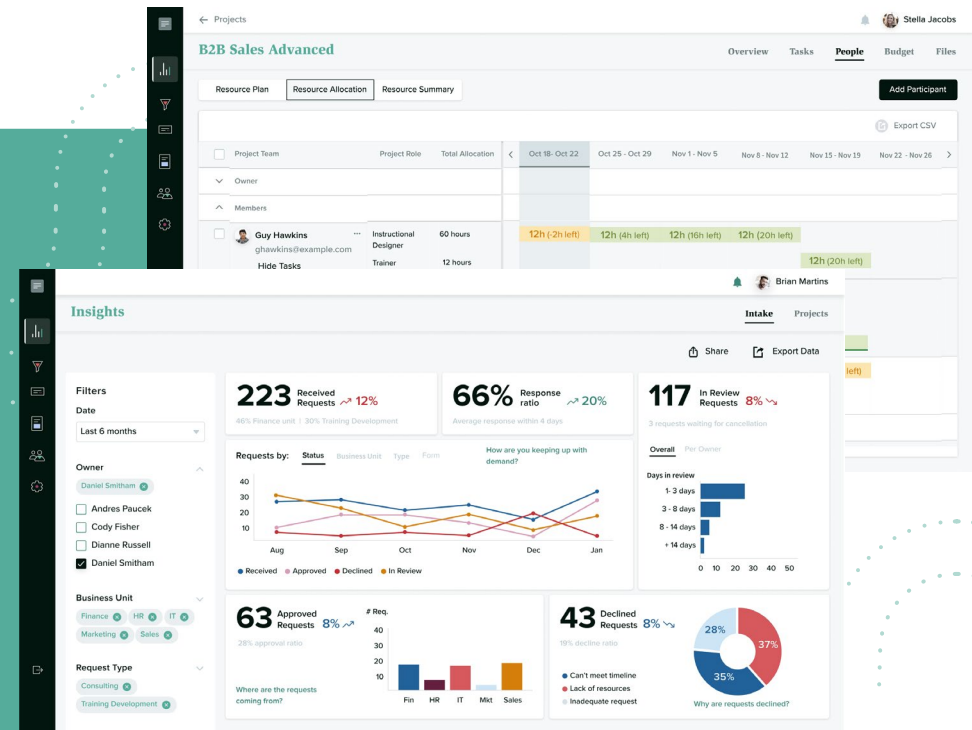 Projects
Stella Jacobs
B2B Sales Advanced
Overview Tasks People Budget Files
Resource Plan Resource Allocation Resource Summary
Add Participant
Export CSV
Project Team Project Role Total Allocation Oct 18- Oct 22 Oct 25 - Oct 29 Nov 1 - Nov 5 Nov 8 - Nov 12 Nov 15 - Nov 19 Nov 22 - Nov 26
Owner
Members
Guy Hawkins ... Instructional Designer 60 hours 12h (-2h left) 12h (4h left) 12h (16h left) 12h (20h left)
ghawkins@example.com
Hide Tasks Trainer 12 hours 12h (20h left)
left)
Brian Martins
Insights
Intake Projects
Share Export Data
Filters
Date
Last 6 months
Owner
Daniel Smitham
Andres Paucek
Cody Fisher
Dianne Russell
Daniel Smitham
Business Unit
Finance HR IT
Marketing Sales
Request Type
Consulting
Training Development
223 Received Requests 12%
46% Finance unit | 30% Training Development
66% Response ratio 20%
Average response within 4 days
117 In Review Requests 8%
3 requests waiting for cancellation
Requests by: Status Business Unit Type Form
How are you keeping up with
demand?
40
30
20
10
Aug Sep Oct Nov Dec Jan
Received Approved Declined In Review
Overall Per Owner
Days in review
1- 3 days
3 - 8 days
8 - 14 days
+ 14 days
0 10 20 30 40 50
63 Approved Requests 8%
28% approval ratio
Where are the requests
coming from?
# Req.
40
30
20
10
Fin HR IT Mkt Sales
43 Declined Requests 8%
19% decline ratio
Can't meet timeline
Lack of resources
Inadequate request
28%
37%
35%
Why are requests declined?